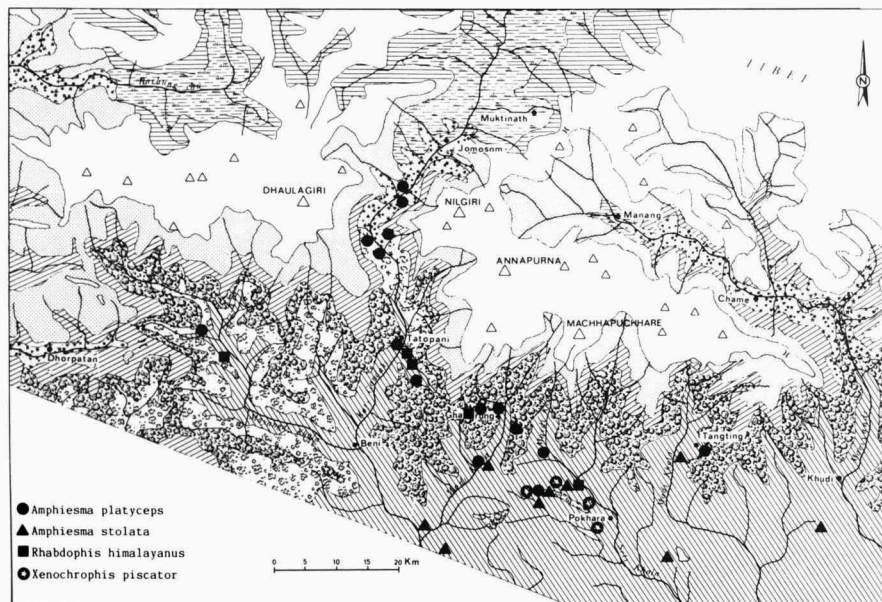 TIBET
N
Muktinath
Jomosom
DHAULAGIRI
NILGIRI
Manang
ANNAPURNA
Chame
MACHHAPUCHHARE
Tatopani
Dhorpatan
Beni
Tangting
Khudi
Pokhara
Amphiesma platyceps
Amphiesma stolata
Rhabdophis himalayanus
Xenochrophis piscator
0 5 10 20 Km